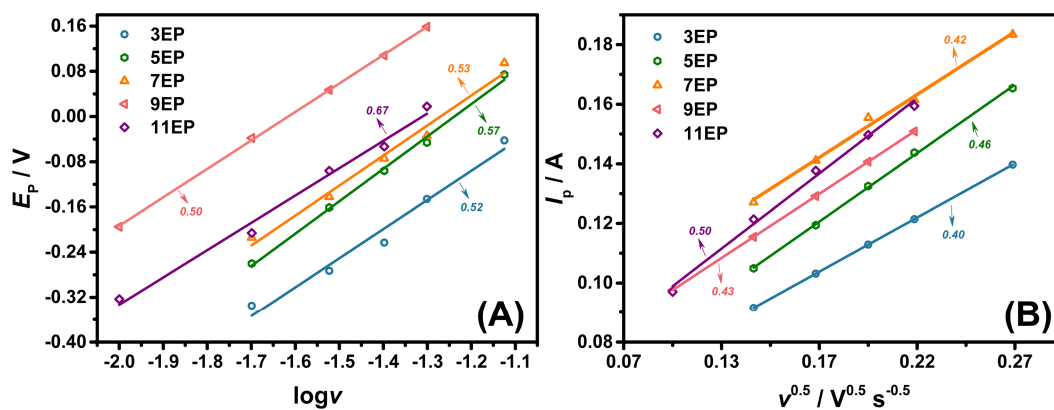 0.16
0.08
0.00
-0.08
-0.16
-0.24
-0.32
-0.40
E_P / V
3EP
5EP
7EP
9EP
11EP
0.50
0.67
0.53
0.57
0.52
(A)
-2.0 -1.9 -1.8 -1.7 -1.6 -1.5 -1.4 -1.3 -1.2 -1.1
logv
0.18
0.16
0.14
0.12
0.10
0.08
I_p / A
3EP
5EP
7EP
9EP
11EP
0.42
0.46
0.50
0.43
0.40
(B)
0.07 0.13 0.17 0.22 0.27
v^0.5 / V^0.5 s^-0.5